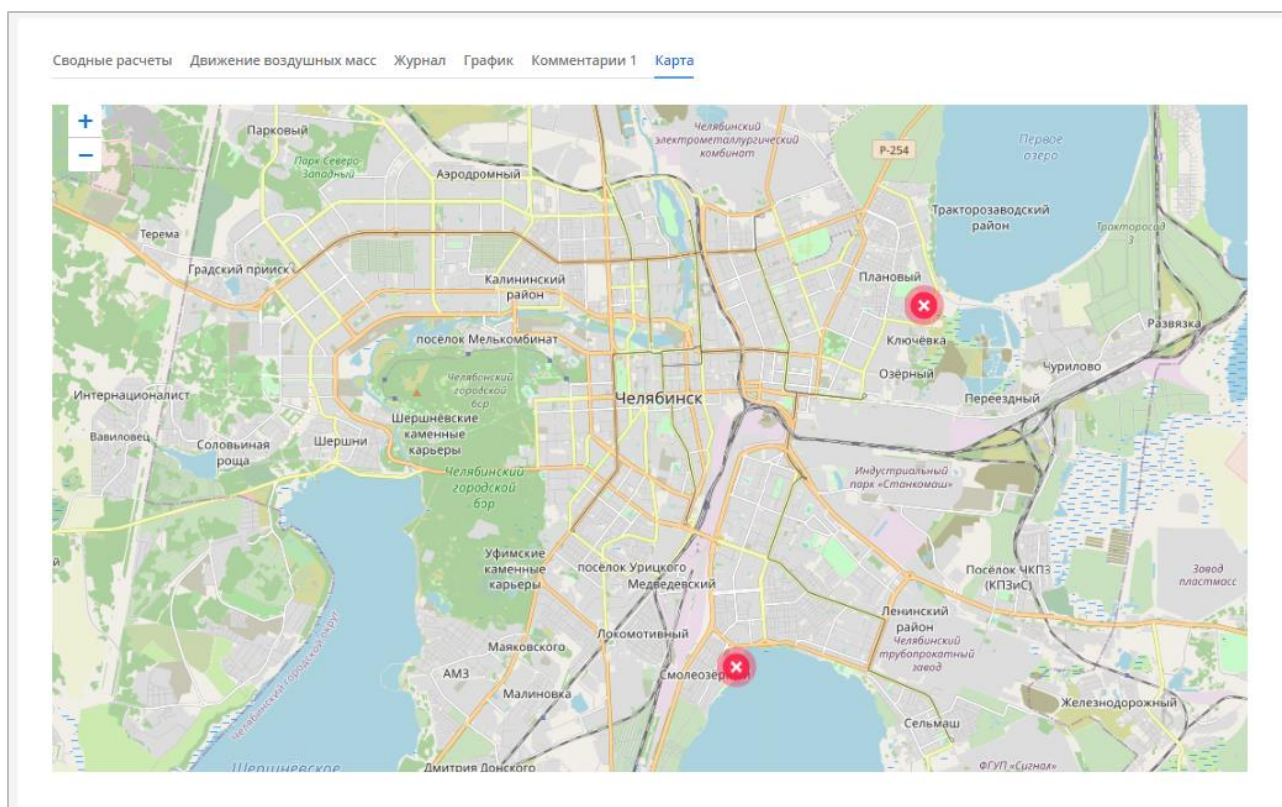 Сводные расчеты Движение воздушных масс Журнал График Комментарии 1 Карта
+
−
Парковый
Парк Северо-
Западный
Аэродромный
Челябинский
электрометаллургический
комбинат
Р-254
Первое
озеро
Тракторозаводский
район
Тракторосад
3
Терема
Градский прииск
Калининский
район
Плановый
Развязка
посёлок Мелькомбинат
Ключёвка
Озёрный
Чурилово
Интернационалист
Челябинский
городской
бор
Челябинск
Переездный
Шершнёвские
каменные
карьеры
Вавиловец
Соловьиная
роща
Шершни
Челябинский
городской
бор
Индустриальный
парк «Станкомаш»
Уфимские
каменные
карьеры
посёлок Урицкого
Медведевский
Посёлок ЧКПЗ
(КПЗиС)
Завод
пластмасс
Ленинский
район
Челябинский
трубопрокатный
завод
Локомотивный
Маяковского
АМЗ
Малиновка
Железнодорожный
Сельмаш
Челябинский городской округ
Шершневское
Дмитрия Донского
ФГУП «Сигнал»